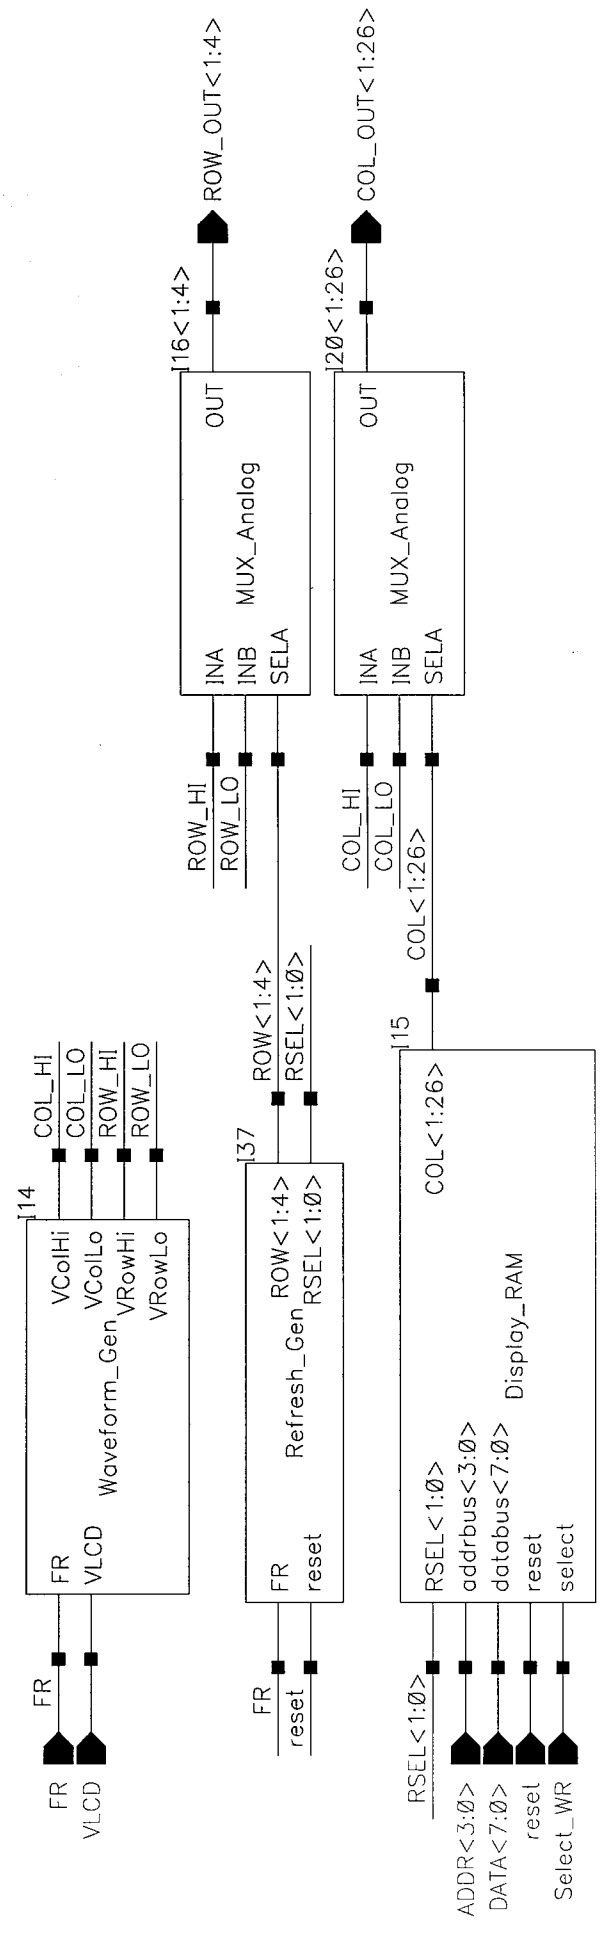 I14
FR
FR
FR
VLCD
VLCD
Waveform_Gen
VColHi
VColLo
VRowHi
VRowLo
COL_HI
COL_LO
ROW_HI
ROW_LO
I37
FR
FR
reset
reset
Refresh_Gen
ROW<1:4>
RSEL<1:0>
ROW<1:4>
RSEL<1:0>
I15
RSEL<1:0>
RSEL<1:0>
ADDR<3:0>
addrbus<3:0>
DATA<7:0>
databus<7:0>
reset
reset
Select_WR
select
Display_RAM
COL<1:26>
COL<1:26>
I16<1:4>
ROW_HI
INA
ROW_LO
INB
SELA
MUX_Analog
OUT
ROW_OUT<1:4>
I20<1:26>
COL_HI
INA
COL_LO
INB
SELA
MUX_Analog
OUT
COL_OUT<1:26>